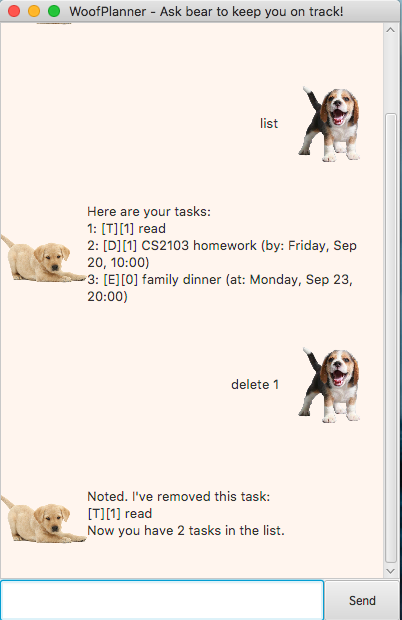 WoofPlanner - Ask bear to keep you on track!
list
Here are your tasks:
1: [T][1] read
2: [D][1] CS2103 homework (by: Friday, Sep
20, 10:00)
3: [E][0] family dinner (at: Monday, Sep 23,
20:00)
delete 1
Noted. I've removed this task:
[T][1] read
Now you have 2 tasks in the list.
Send